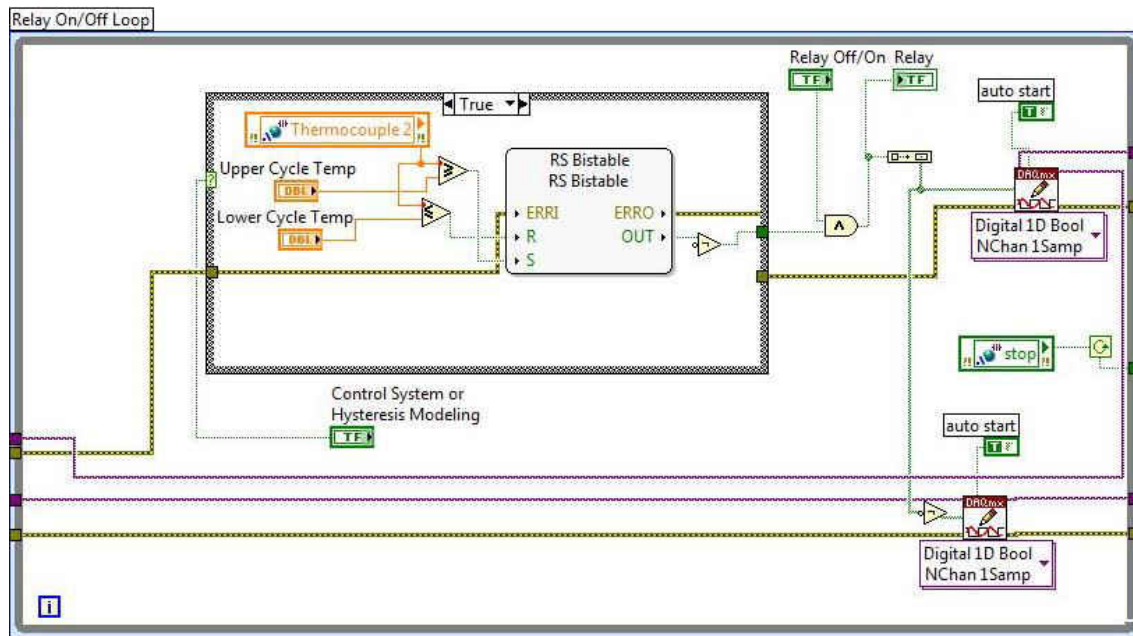 Relay On/Off Loop
Relay Off/On Relay
TF
TF
auto start
T
True
Thermocouple 2
Upper Cycle Temp
DBL
Lower Cycle Temp
DBL
RS Bistable
RS Bistable
ERRI ERRO
R OUT
S
DAQmx
Digital 1D Bool
NChan 1Samp
stop
Control System or
Hysteresis Modeling
TF
auto start
T
DAQmx
Digital 1D Bool
NChan 1Samp
i